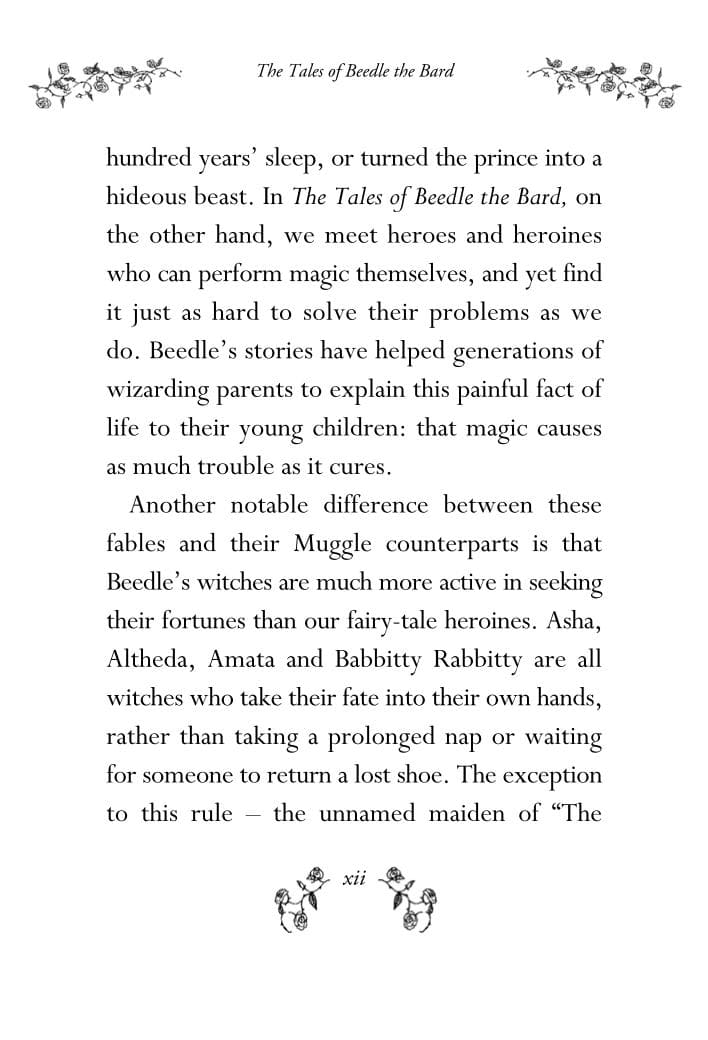 The Tales of Beedle the Bard
hundred years’ sleep, or turned the prince into a
hideous beast. In The Tales of Beedle the Bard, on
the other hand, we meet heroes and heroines
who can perform magic themselves, and yet find
it just as hard to solve their problems as we
do. Beedle’s stories have helped generations of
wizarding parents to explain this painful fact of
life to their young children: that magic causes
as much trouble as it cures.
Another notable difference between these
fables and their Muggle counterparts is that
Beedle’s witches are much more active in seeking
their fortunes than our fairy-tale heroines. Asha,
Altheda, Amata and Babbitty Rabbitty are all
witches who take their fate into their own hands,
rather than taking a prolonged nap or waiting
for someone to return a lost shoe. The exception
to this rule – the unnamed maiden of “The
xii